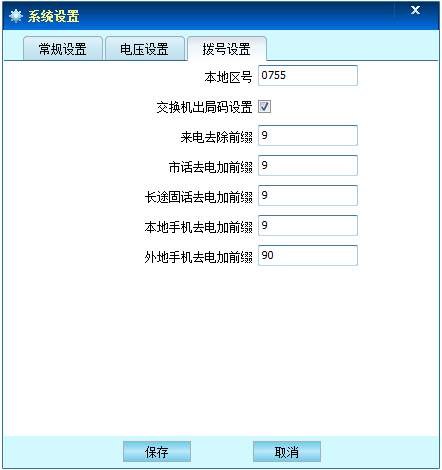 系统设置 x
常规设置 电压设置 拨号设置
本地区号 0755
交换机出局码设置
来电去除前缀 9
市话去电加前缀 9
长途固话去电加前缀 9
本地手机去电加前缀 9
外地手机去电加前缀 90
保存 取消